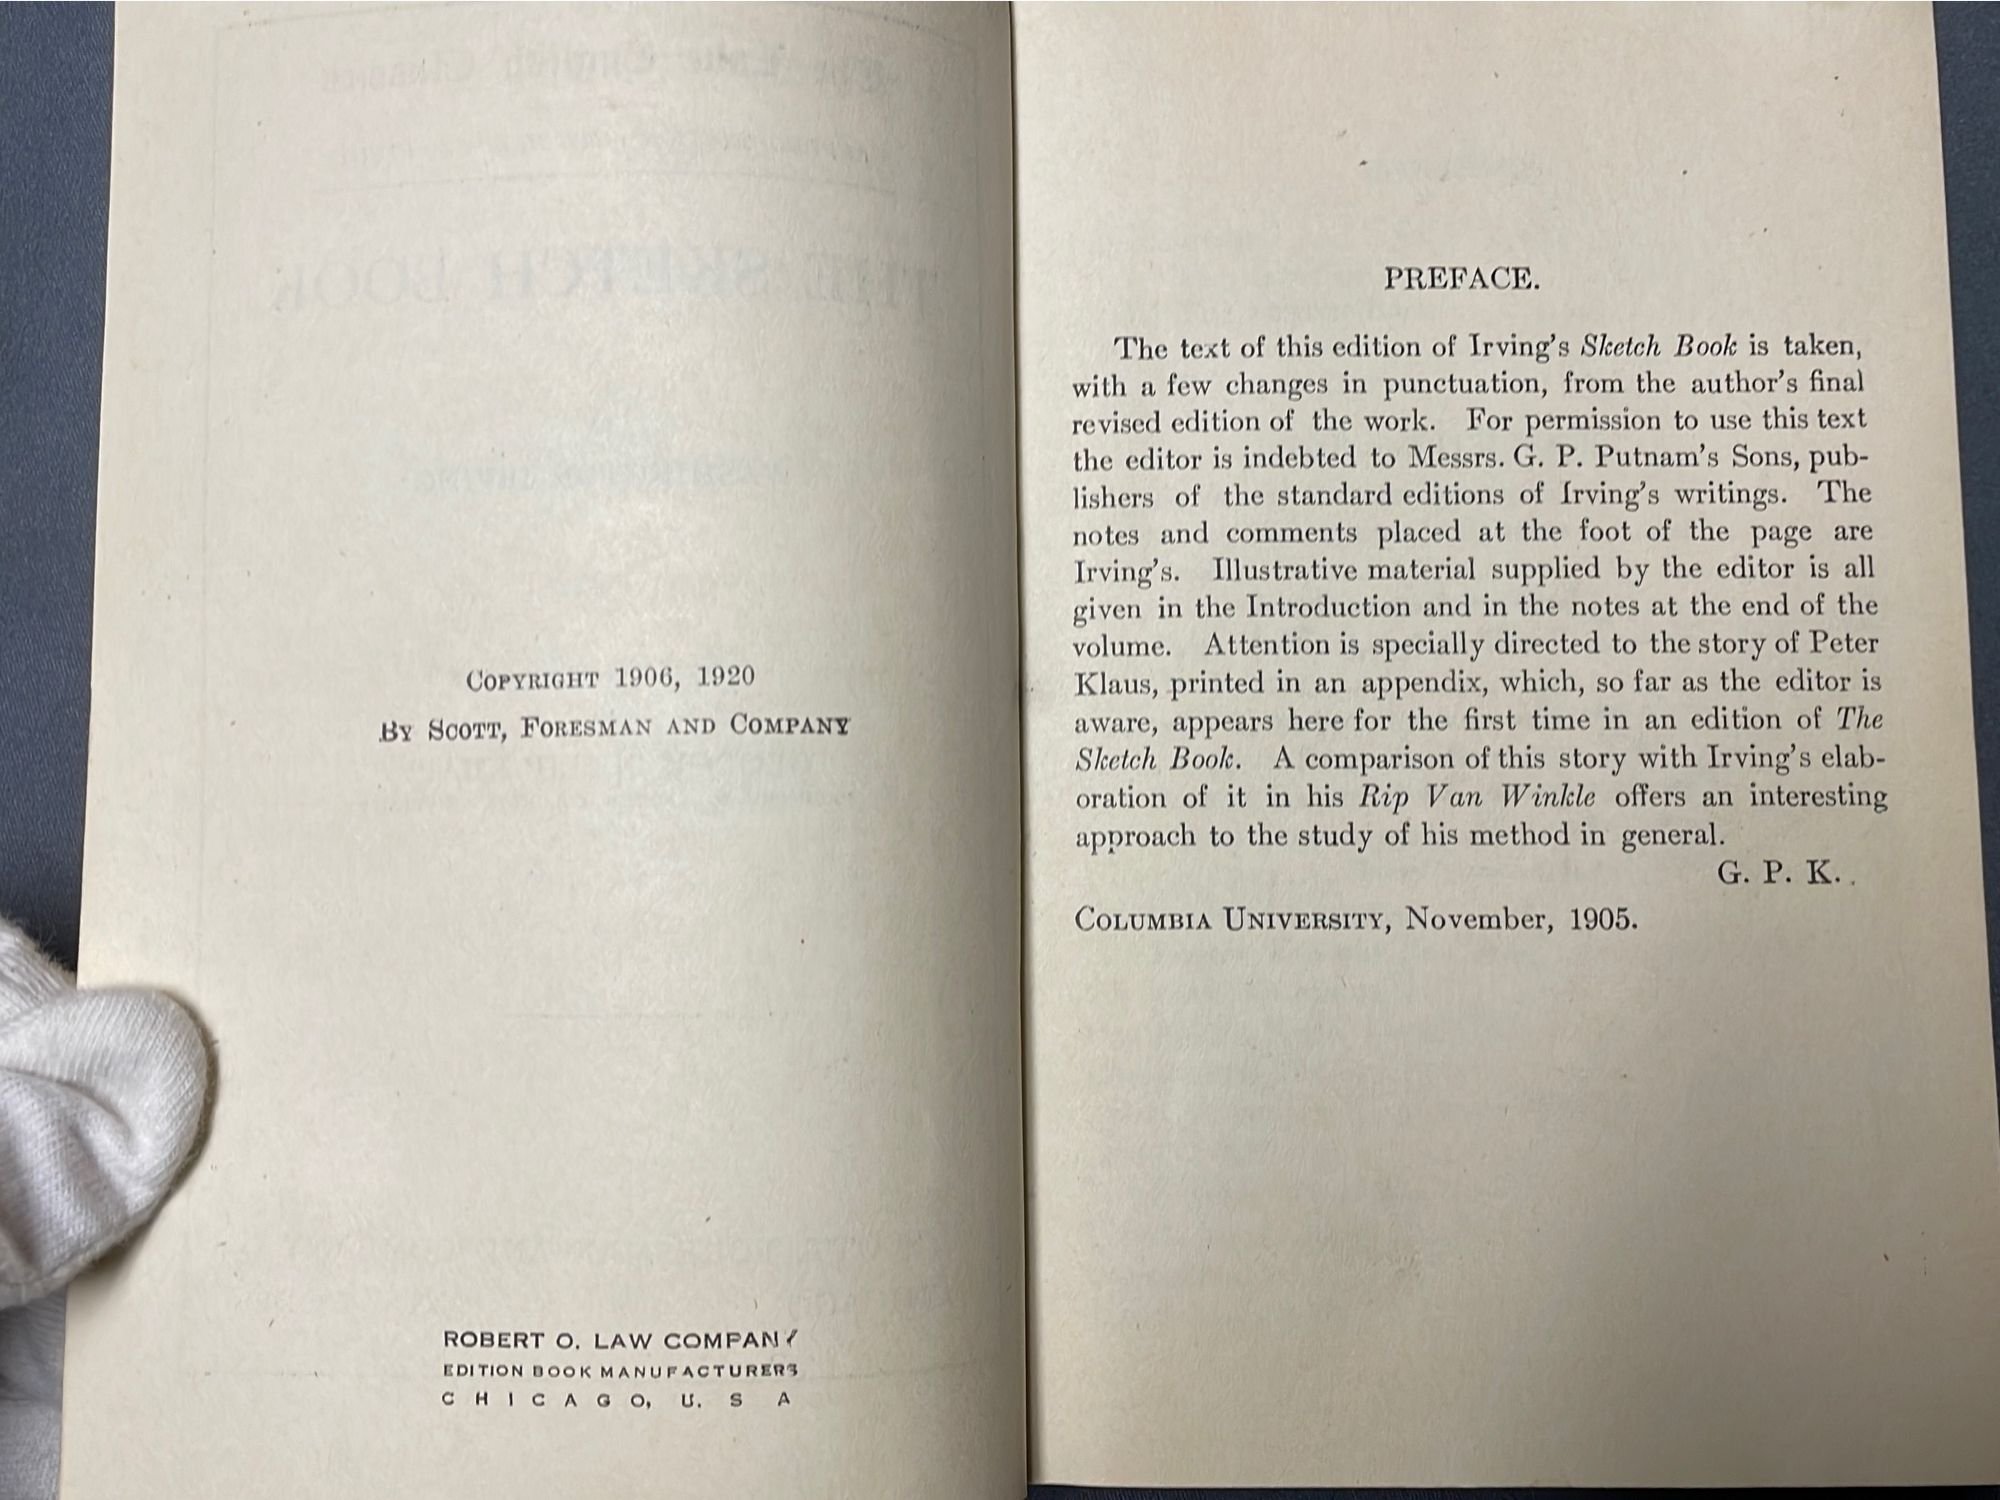 COPYRIGHT 1906, 1920
BY SCOTT, FORESMAN AND COMPANY
ROBERT O. LAW COMPANY
EDITION BOOK MANUFACTURERS
CHICAGO, U. S A
PREFACE.
The text of this edition of Irving's Sketch Book is taken,
with a few changes in punctuation, from the author's final
revised edition of the work. For permission to use this text
the editor is indebted to Messrs. G. P. Putnam's Sons, pub-
lishers of the standard editions of Irving's writings. The
notes and comments placed at the foot of the page are
Irving's. Illustrative material supplied by the editor is all
given in the Introduction and in the notes at the end of the
volume. Attention is specially directed to the story of Peter
Klaus, printed in an appendix, which, so far as the editor is
aware, appears here for the first time in an edition of The
Sketch Book. A comparison of this story with Irving's elab-
oration of it in his Rip Van Winkle offers an interesting
approach to the study of his method in general.
G. P. K.
COLUMBIA UNIVERSITY, November, 1905.